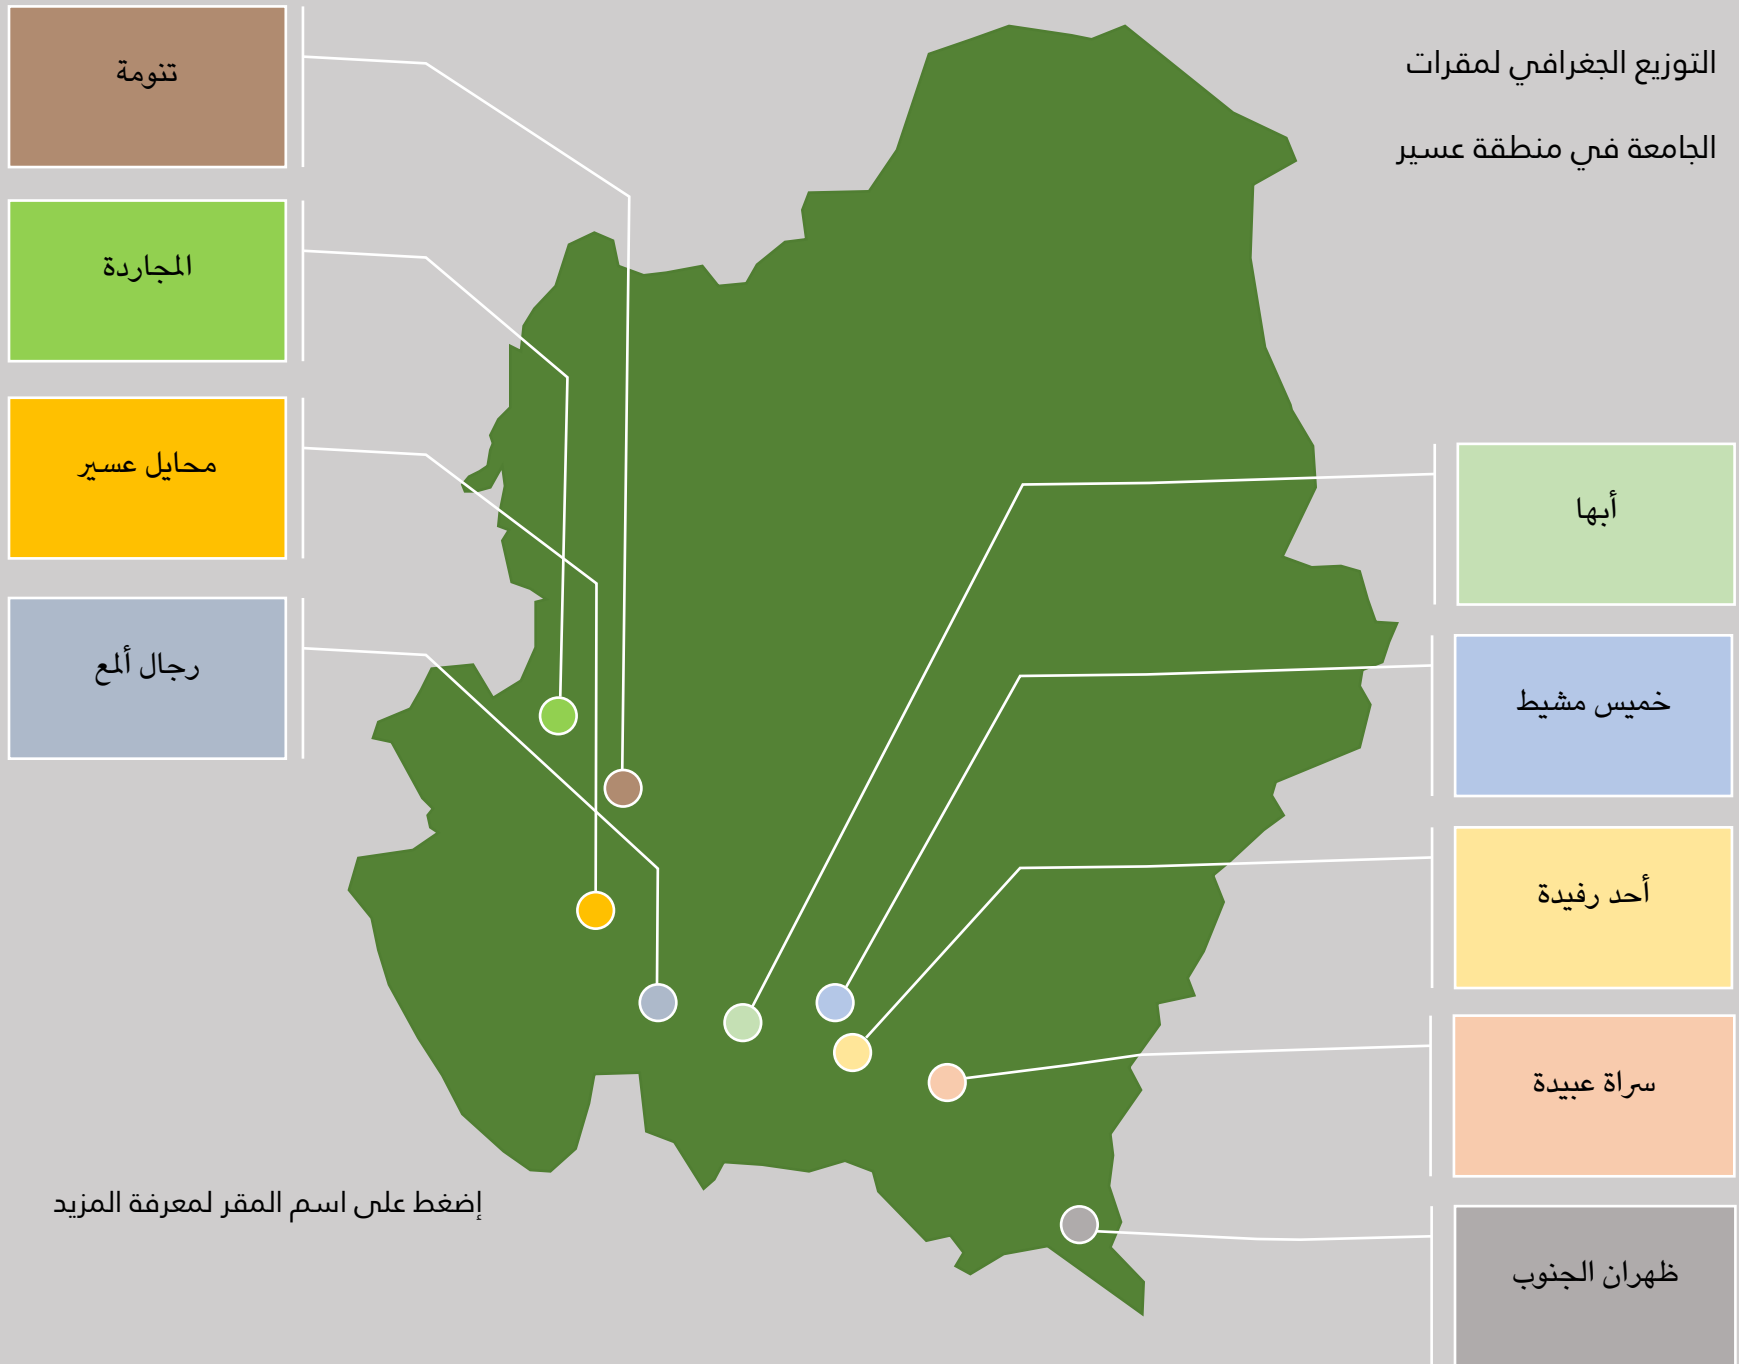 التوزيع الجغرافي لمقرات
الجامعة في منطقة عسير
أبها
خميس مشيط
أحد رفيدة
سراة عبيدة
ظهران الجنوب
تنومة
المجاردة
محايل عسير
رجال ألمع
إضغط على اسم المقر لمعرفة المزيد